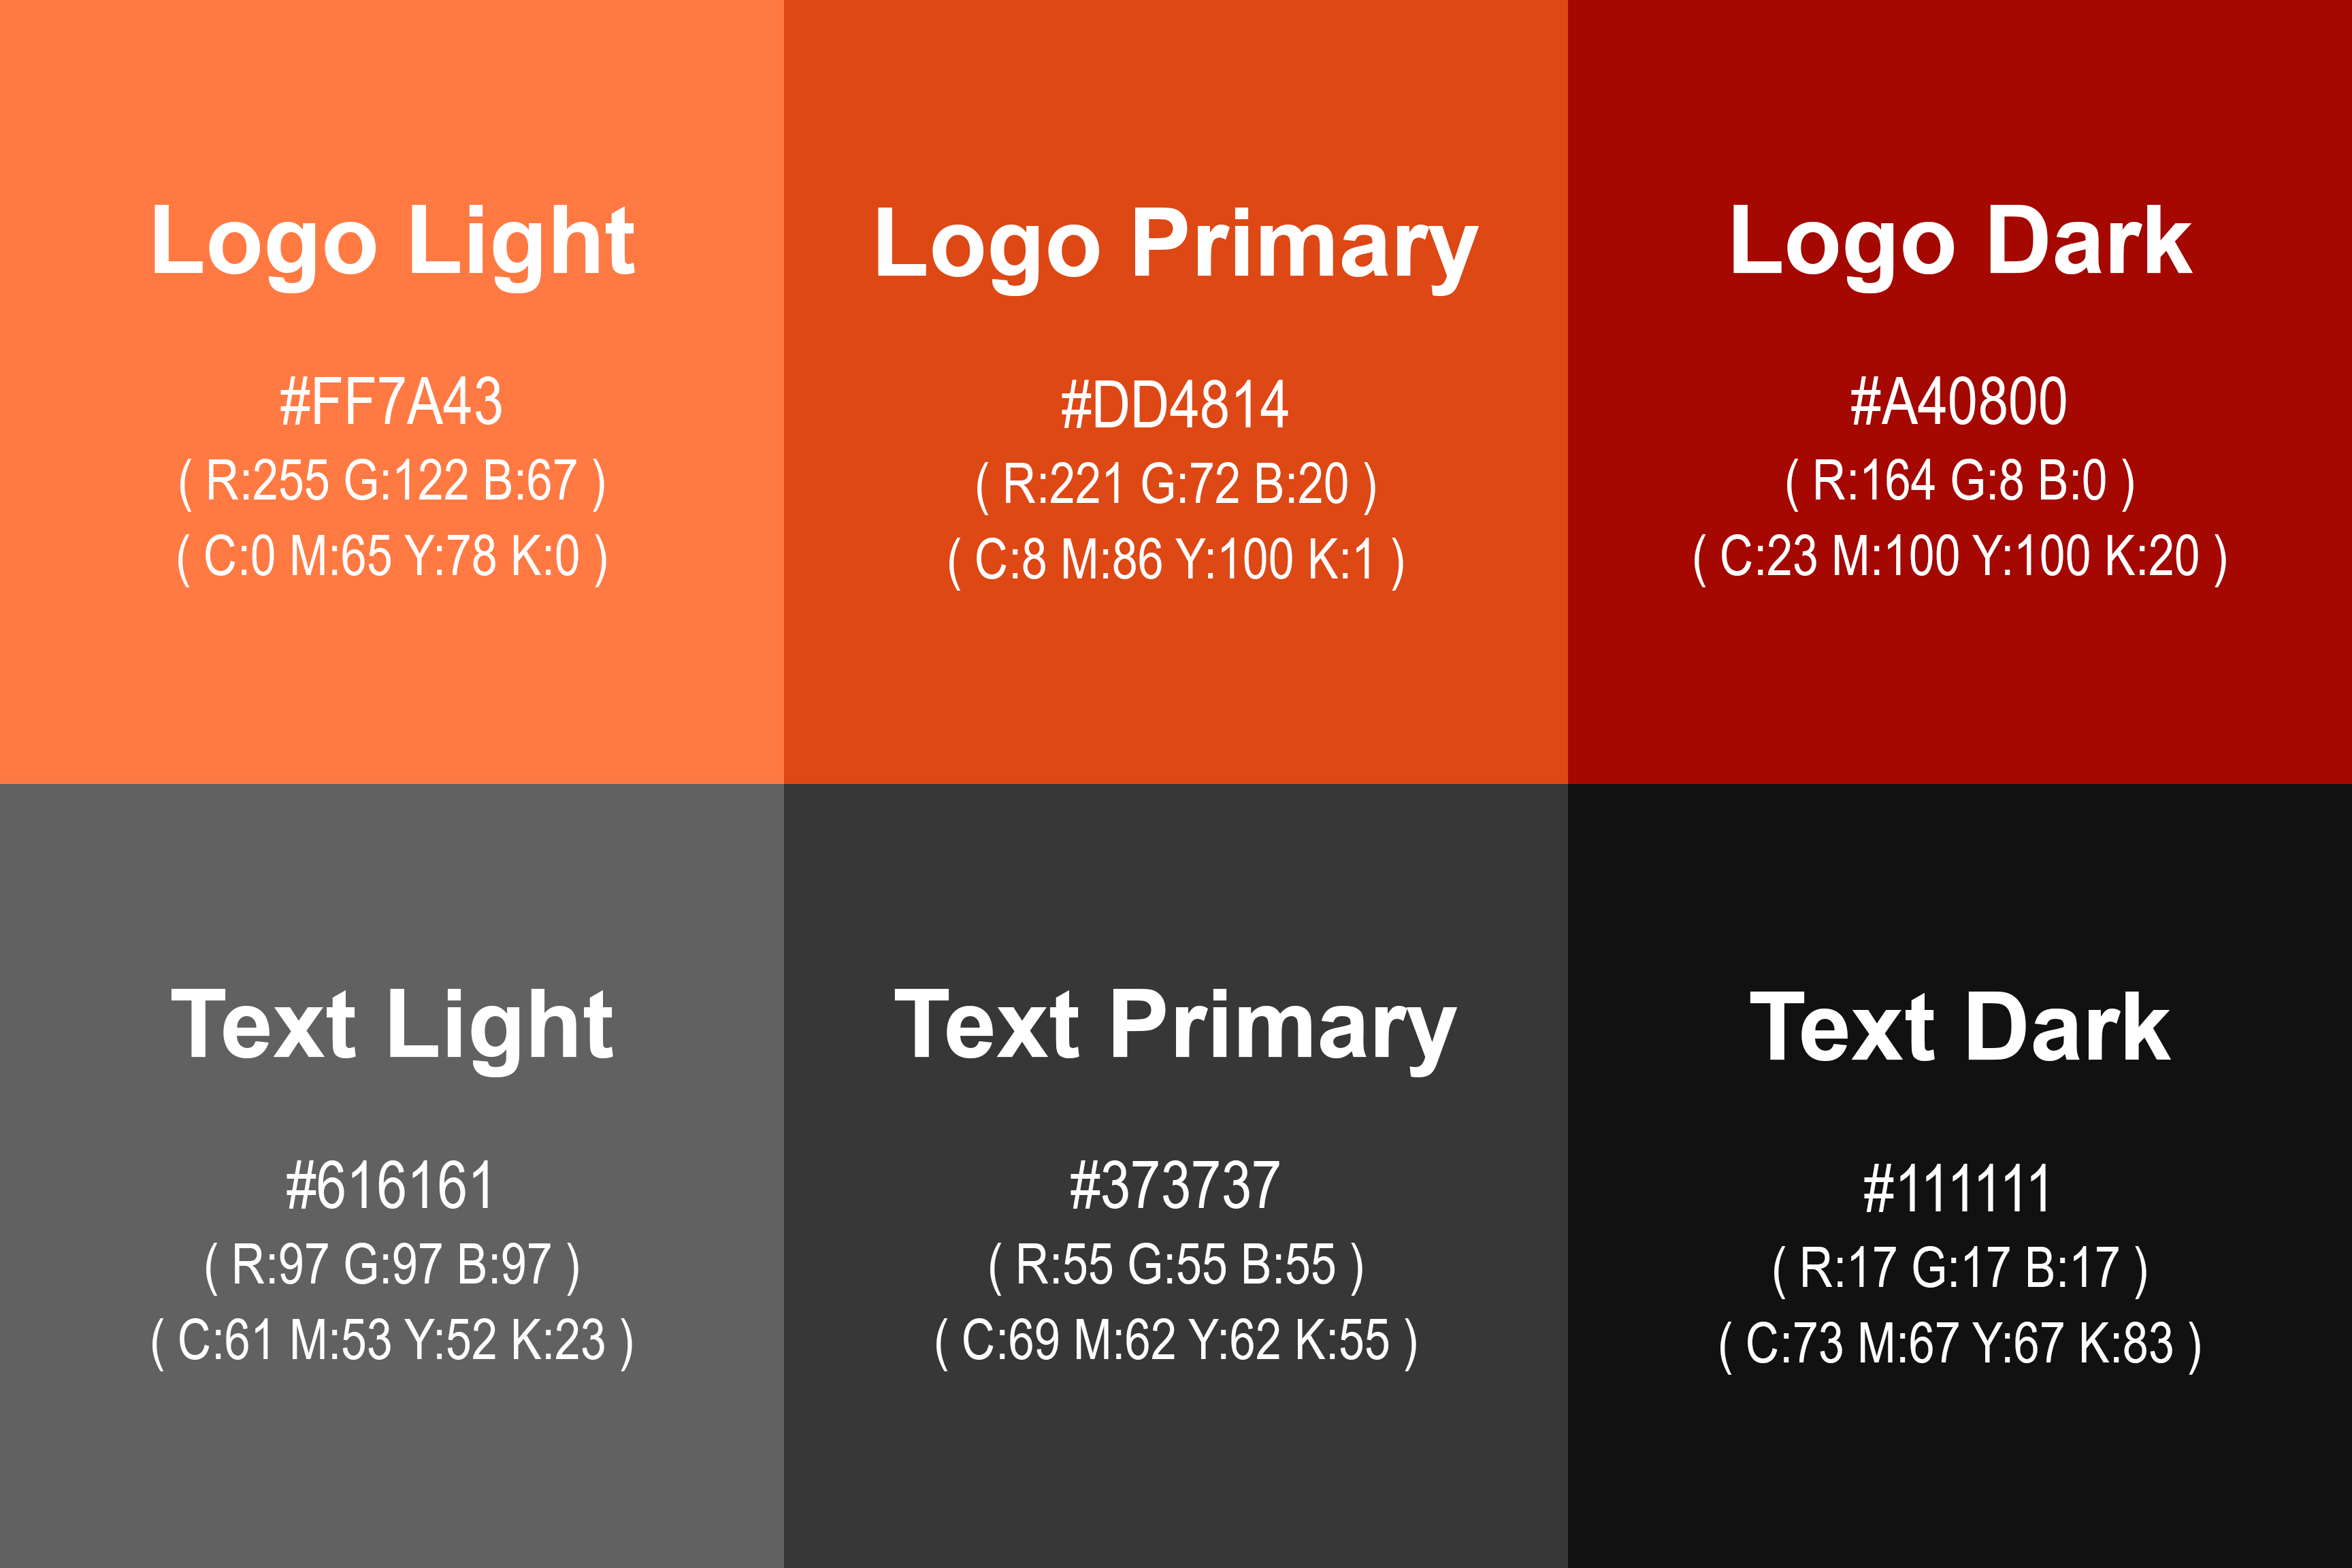 Logo Light
#FF7A43
( R:255 G:122 B:67 )
( C:0 M:65 Y:78 K:0 )
Logo Primary
#DD4814
( R:221 G:72 B:20 )
( C:8 M:86 Y:100 K:1 )
Logo Dark
#A40800
( R:164 G:8 B:0 )
( C:23 M:100 Y:100 K:20 )
Text Light
#616161
( R:97 G:97 B:97 )
( C:61 M:53 Y:52 K:23 )
Text Primary
#373737
( R:55 G:55 B:55 )
( C:69 M:62 Y:62 K:55 )
Text Dark
#111111
( R:17 G:17 B:17 )
( C:73 M:67 Y:67 K:83 )